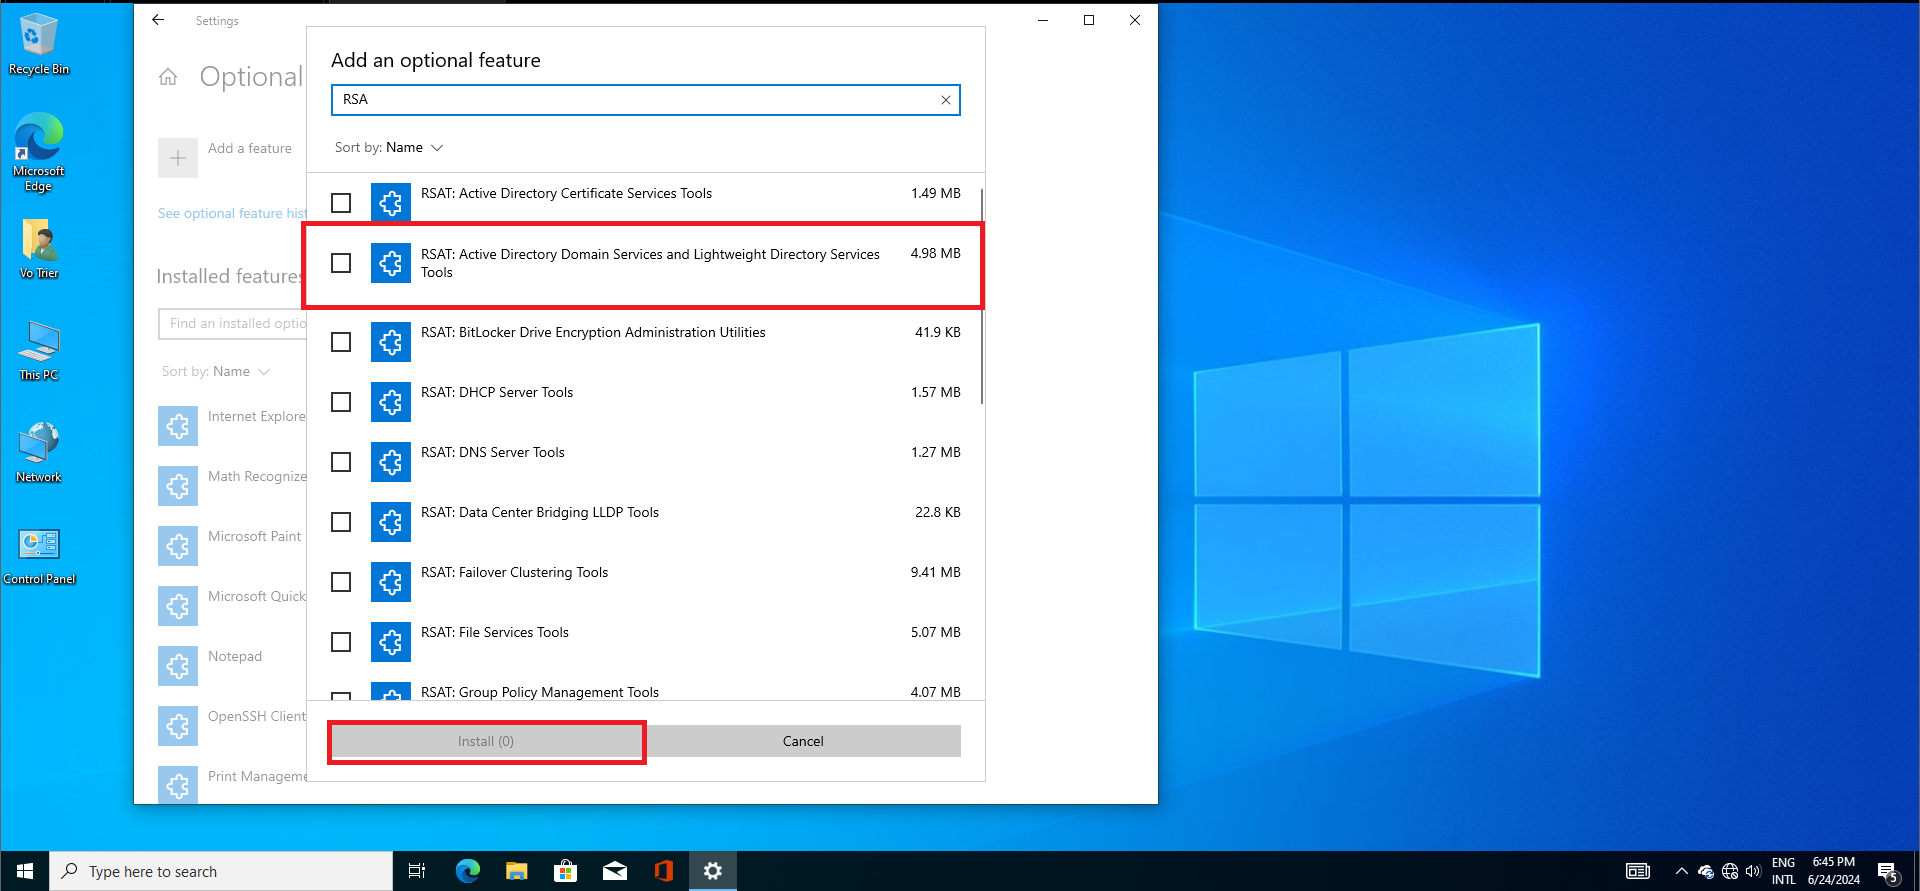 Recycle Bin
Microsoft
Edge
Vo Trier
This PC
Network
Control Panel
Settings
Optional
Add a feature
See optional feature hist
Installed features
Find an installed optio
Sort by: Name
Internet Explore
Math Recognize
Microsoft Paint
Microsoft Quick
Notepad
OpenSSH Client
Print Manageme
Add an optional feature
RSA
Sort by: Name
RSAT: Active Directory Certificate Services Tools 1.49 MB
RSAT: Active Directory Domain Services and Lightweight Directory Services 4.98 MB
Tools
RSAT: BitLocker Drive Encryption Administration Utilities 41.9 KB
RSAT: DHCP Server Tools 1.57 MB
RSAT: DNS Server Tools 1.27 MB
RSAT: Data Center Bridging LLDP Tools 22.8 KB
RSAT: Failover Clustering Tools 9.41 MB
RSAT: File Services Tools 5.07 MB
RSAT: Group Policy Management Tools 4.07 MB
Install (0) Cancel
Type here to search
ENG
INTL
6:45 PM
6/24/2024
5